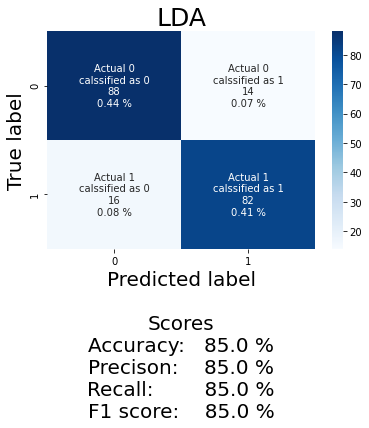 LDA
True label
0
1
Actual 0
calssified as 0
88
0.44 %
Actual 0
calssified as 1
14
0.07 %
Actual 1
calssified as 0
16
0.08 %
Actual 1
calssified as 1
82
0.41 %
0
1
Predicted label
80
70
60
50
40
30
20
Scores
Accuracy: 85.0 %
Precison: 85.0 %
Recall: 85.0 %
F1 score: 85.0 %